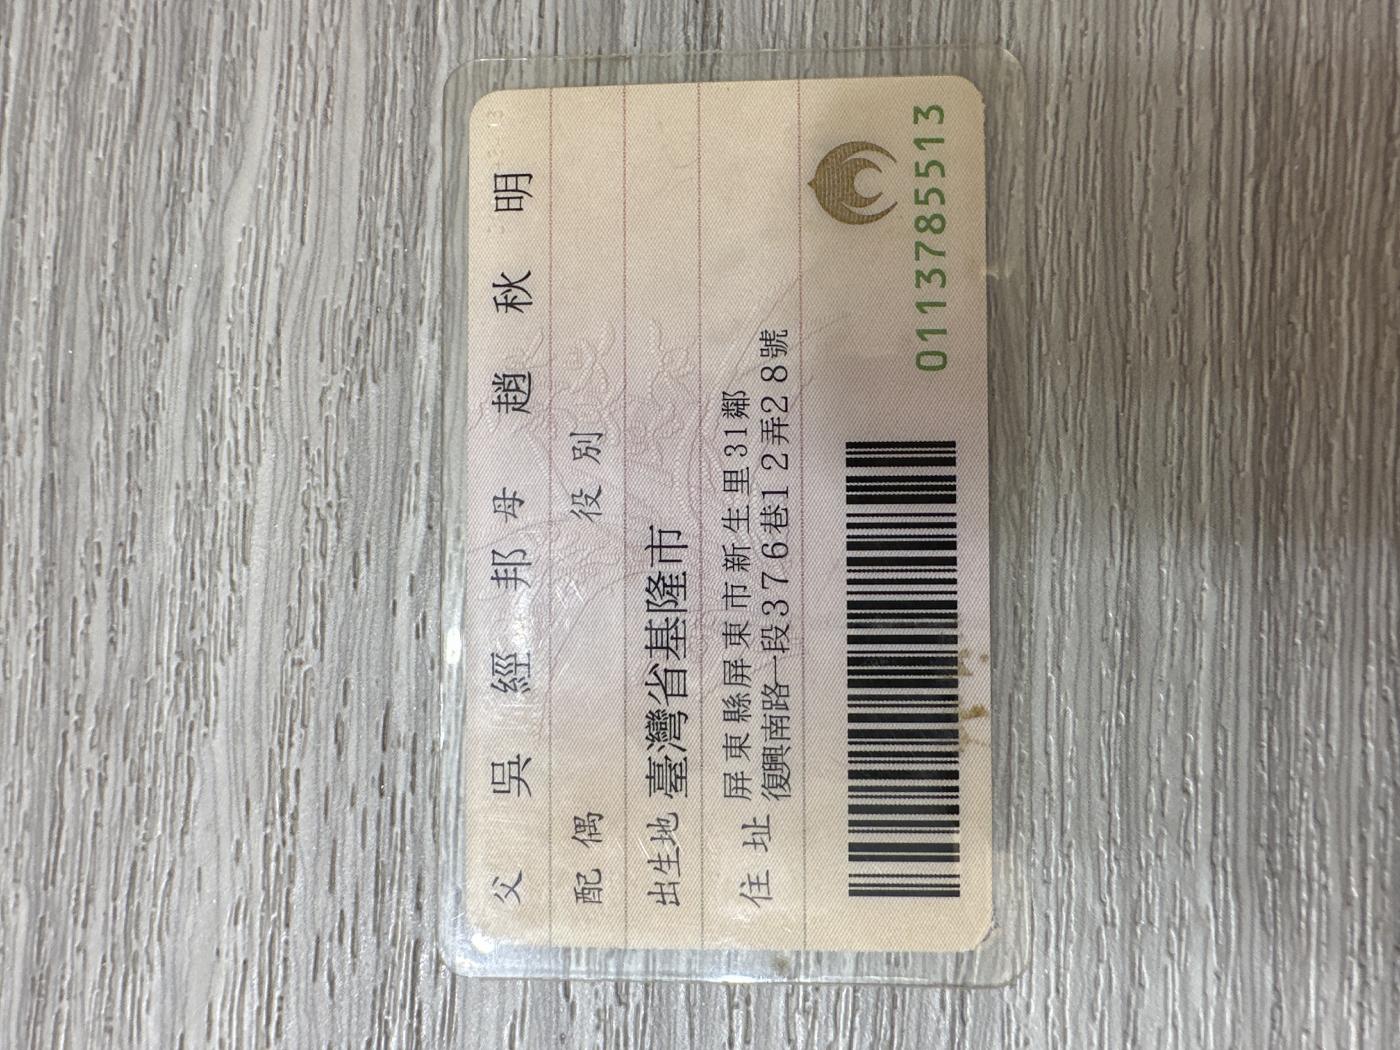 父 吳 經 邦 母 趙 秋 明
配偶 役別
出生地 臺灣省基隆市
住址 屏東縣屏東市新生里31鄰
復興南路一段376巷12弄28號
0113785513